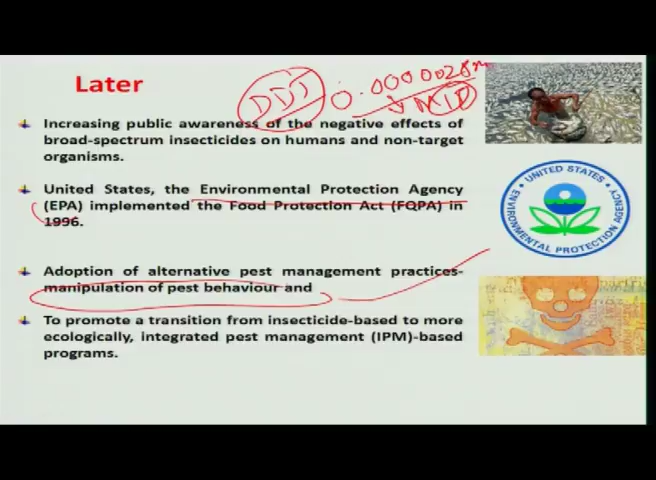 Later
DDT 0.0000028
Increasing public awareness of the negative effects of
broad-spectrum insecticides on humans and non-target
organisms.
United States, the Environmental Protection Agency
(EPA) implemented the Food Protection Act (FQPA) in
1996.
Adoption of alternative pest management practices-
manipulation of pest behaviour and
To promote a transition from insecticide-based to more
ecologically, integrated pest management (IPM)-based
programs.
UNITED STATES
ENVIRONMENTAL PROTECTION AGENCY